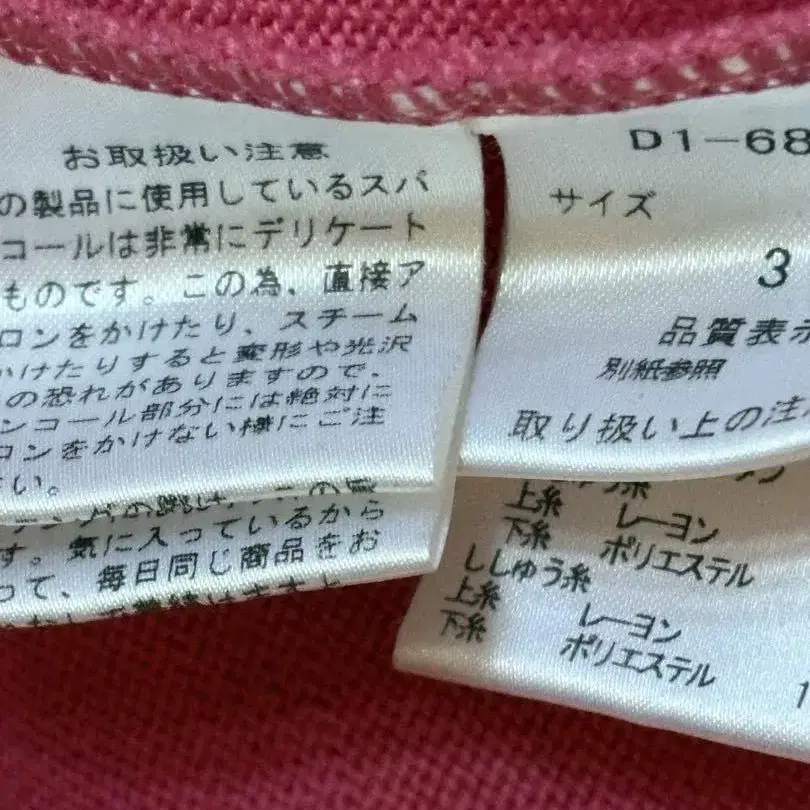 お取扱い注意
の製品に使用しているスパ
コールは非常にデリケート
ものです。この為、直接ア
ロンをかけたり、スチーム
かけたりすると変形や光沢
の恐れがありますので、
ンコール部分には絶対に
ロンをかけない様にご注
さい。
す。気に入っているから
って、毎日同じ商品をお
D1-68
サイズ
3
品質表示
別紙参照
取り扱い上の注
上糸 レーヨン
下糸 ポリエステル
ししゅう糸
上糸 レーヨン
下糸 ポリエステル
1